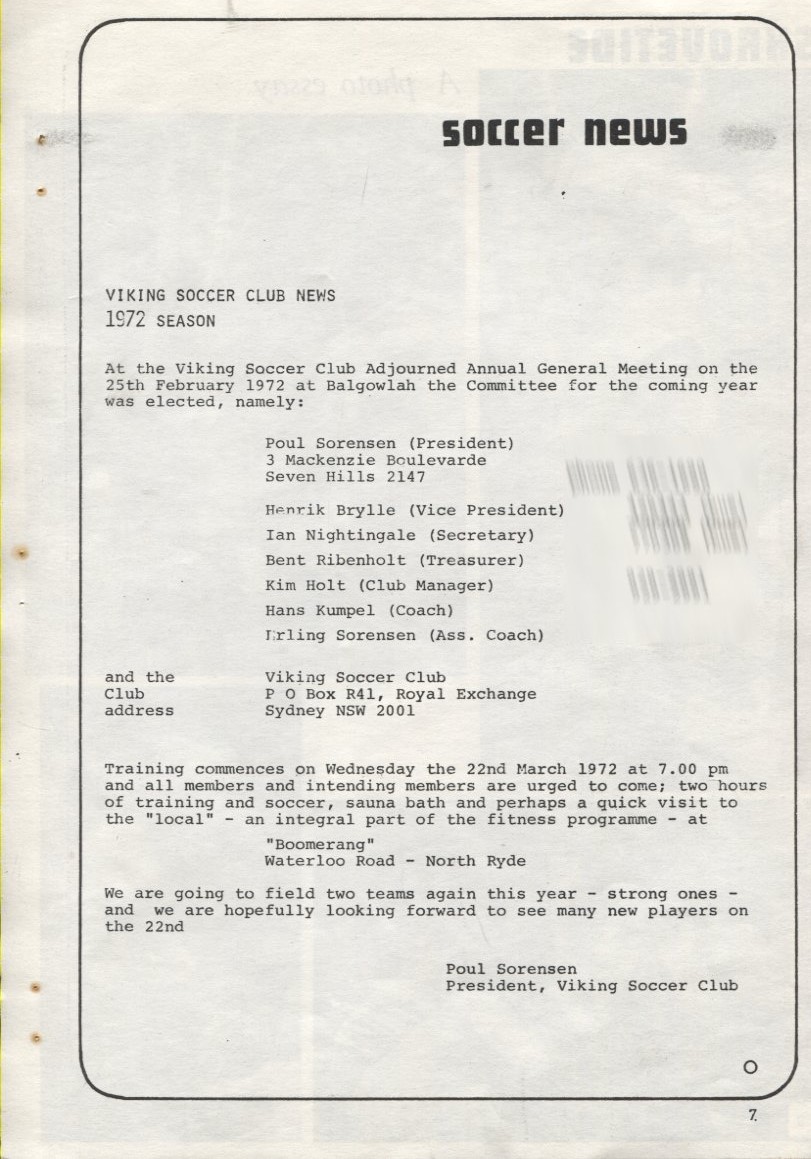 soccer news
VIKING SOCCER CLUB NEWS
1972 SEASON
At the Viking Soccer Club Adjourned Annual General Meeting on the
25th February 1972 at Balgowlah the Committee for the coming year
was elected, namely:
Poul Sorensen (President)
3 Mackenzie Boulevarde
Seven Hills 2147
Henrik Brylle (Vice President)
Ian Nightingale (Secretary)
Bent Ribenholt (Treasurer)
Kim Holt (Club Manager)
Hans Kumpel (Coach)
Erling Sorensen (Ass. Coach)
and the Viking Soccer Club
Club P O Box R41, Royal Exchange
address Sydney NSW 2001
Training commences on Wednesday the 22nd March 1972 at 7.00 pm
and all members and intending members are urged to come; two hours
of training and soccer, sauna bath and perhaps a quick visit to
the "local" - an integral part of the fitness programme - at
"Boomerang"
Waterloo Road - North Ryde
We are going to field two teams again this year - strong ones -
and we are hopefully looking forward to see many new players on
the 22nd
Poul Sorensen
President, Viking Soccer Club
7.